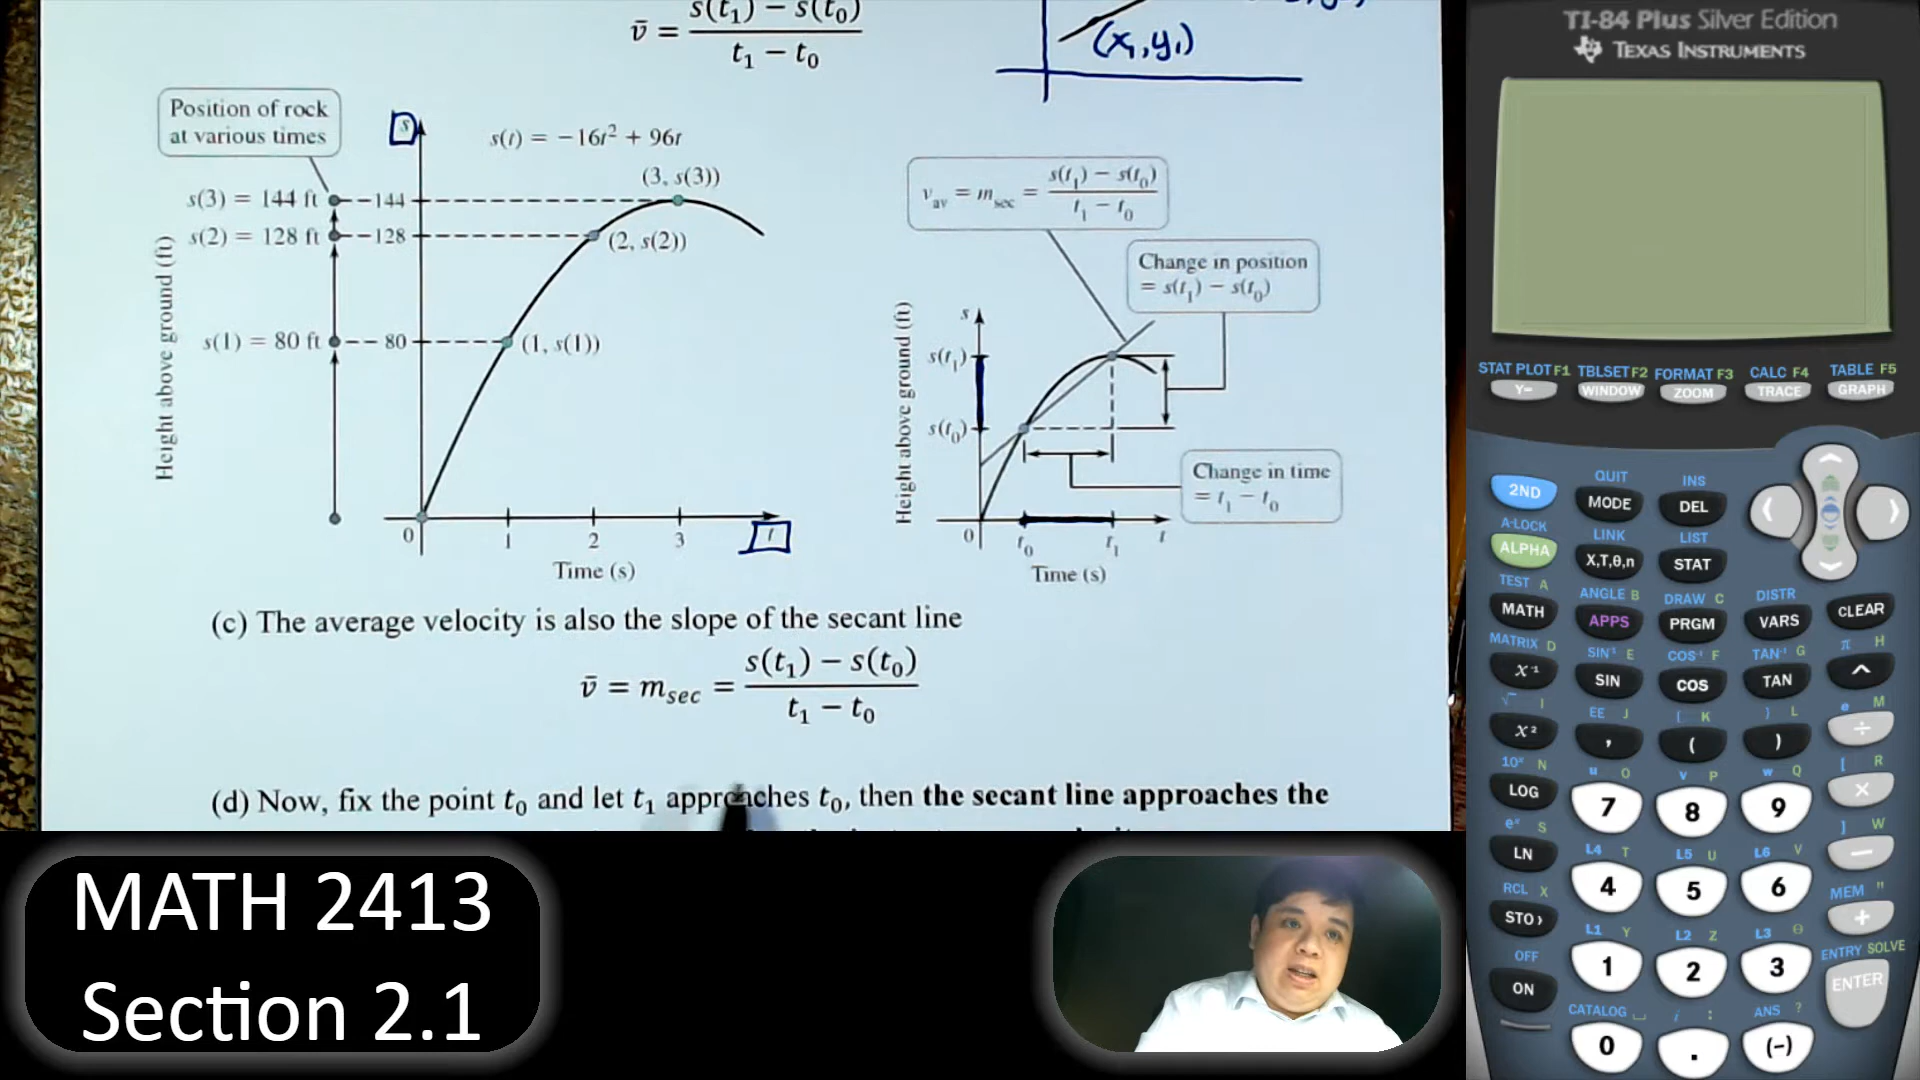 v̄ = s(t₁) − s(t₀) / t₁ − t₀
(x₁, y₁)
Position of rock
at various times
s
s(t) = −16t² + 96t
(3, s(3))
s(3) = 144 ft
144
s(2) = 128 ft
128
(2, s(2))
s(1) = 80 ft
80
(1, s(1))
Height above ground (ft)
0
1
2
3
t
Time (s)
v_av = m_sec = s(t₁) − s(t₀) / t₁ − t₀
Change in position
= s(t₁) − s(t₀)
s
s(t₁)
s(t₀)
Height above ground (ft)
Change in time
= t₁ − t₀
0
t₀
t₁
t
Time (s)
(c) The average velocity is also the slope of the secant line
v̄ = m_sec = s(t₁) − s(t₀) / t₁ − t₀
(d) Now, fix the point t₀ and let t₁ approaches t₀, then the secant line approaches the
MATH 2413
Section 2.1
TI-84 Plus Silver Edition
TEXAS INSTRUMENTS
STAT PLOT F1 TBLSET F2 FORMAT F3 CALC F4 TABLE F5
Y= WINDOW ZOOM TRACE GRAPH
QUIT INS
2ND MODE DEL
A-LOCK LINK LIST
ALPHA X,T,θ,n STAT
TEST A ANGLE B DRAW C DISTR
MATH APPS PRGM VARS CLEAR
MATRIX D SIN⁻¹ E COS⁻¹ F TAN⁻¹ G π H
x⁻¹ SIN COS TAN ^
√ I EE J { K } L e M
x² , ( ) ÷
10ˣ N u O v P w Q [ R
LOG 7 8 9 ×
eˣ S L4 T L5 U L6 V ] W
LN 4 5 6 −
RCL X L1 Y L2 Z L3 θ MEM "
STO› 1 2 3 +
OFF CATALOG ⎵ i : ANS ? ENTRY SOLVE
ON 0 . (-) ENTER